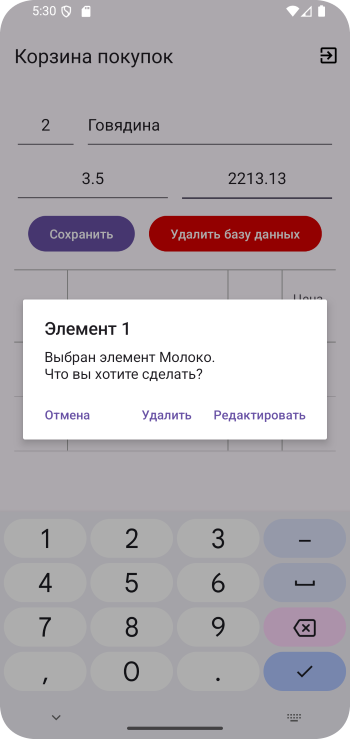 5:30
Корзина покупок
2 Говядина
3.5 2213.13
Сохранить Удалить базу данных
Цена
Элемент 1
Выбран элемент Молоко.
Что вы хотите сделать?
Отмена Удалить Редактировать
1 2 3 –
4 5 6
7 8 9
, 0 .